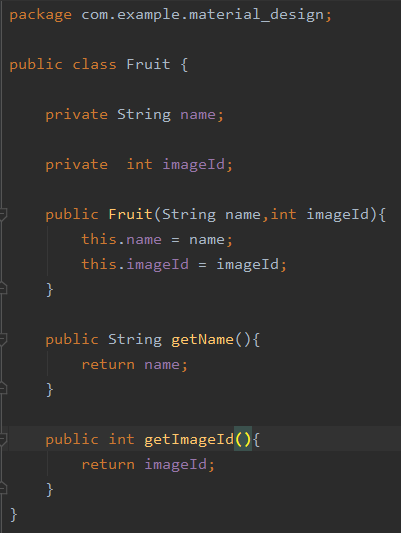 package com.example.material_design;
public class Fruit {
private String name;
private  int imageId;
public Fruit(String name,int imageId){
this.name = name;
this.imageId = imageId;
}
public String getName(){
return name;
}
public int getImageId(){
return imageId;
}
}